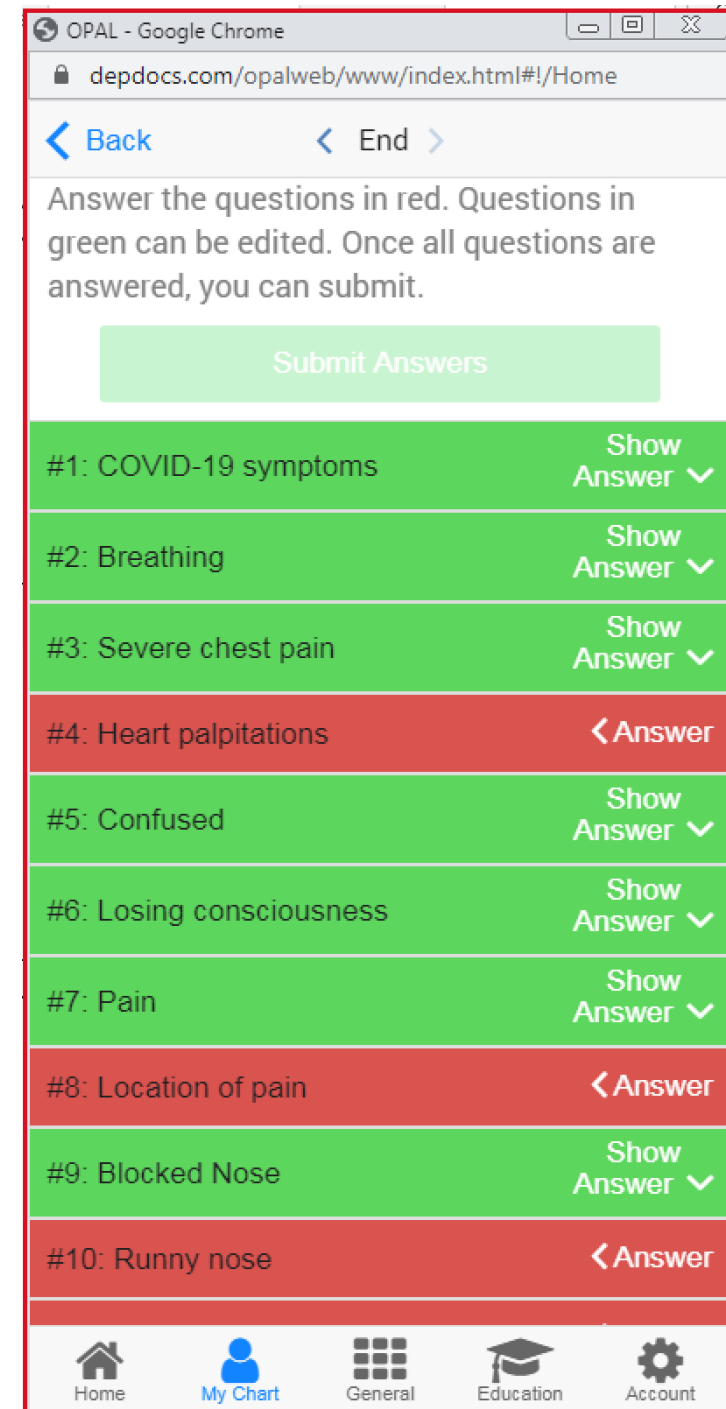 OPAL - Google Chrome
depdocs.com/opalweb/www/index.html#!/Home
Back
End
Answer the questions in red. Questions in
green can be edited. Once all questions are
answered, you can submit.
Submit Answers
#1: COVID-19 symptoms
Show
Answer
#2: Breathing
Show
Answer
#3: Severe chest pain
Show
Answer
#4: Heart palpitations
Answer
#5: Confused
Show
Answer
#6: Losing consciousness
Show
Answer
#7: Pain
Show
Answer
#8: Location of pain
Answer
#9: Blocked Nose
Show
Answer
#10: Runny nose
Answer
Home
My Chart
General
Education
Account